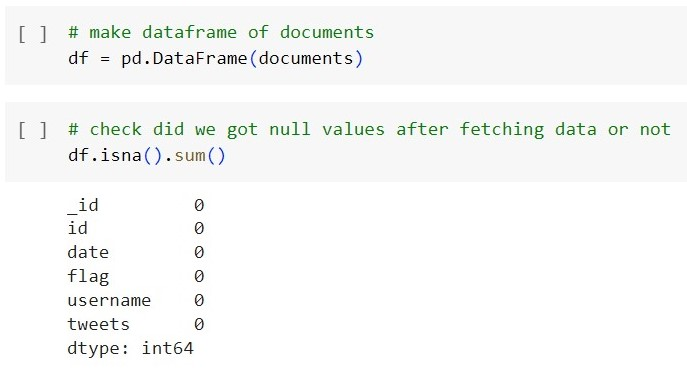 [ ] # make dataframe of documents
df = pd.DataFrame(documents)
[ ] # check did we got null values after fetching data or not
df.isna().sum()
_id 0
id 0
date 0
flag 0
username 0
tweets 0
dtype: int64